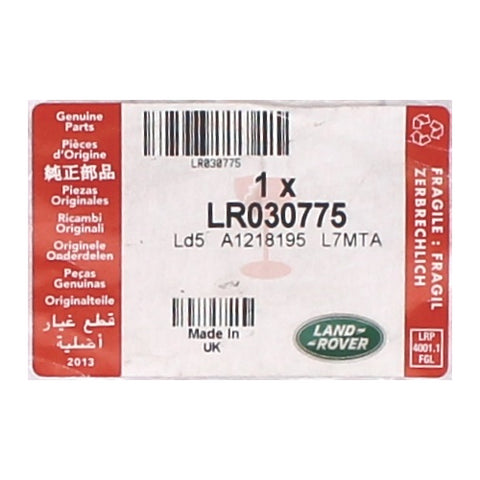 Genuine
Parts
Pièces
d'Origine
純正部品
Piezas
Originales
Ricambi
Originali
Originele
Onderdelen
Peças
Genuinas
Originalteile
قطع غيار
أصلية
2013
LR030775
1 x
LR030775
Ld5 A1218195 L7MTA
Made In
UK
LAND-
-ROVER
FRAGILE : FRAGIL
ZERBRECHLICH
LRP
4001.1
FGL